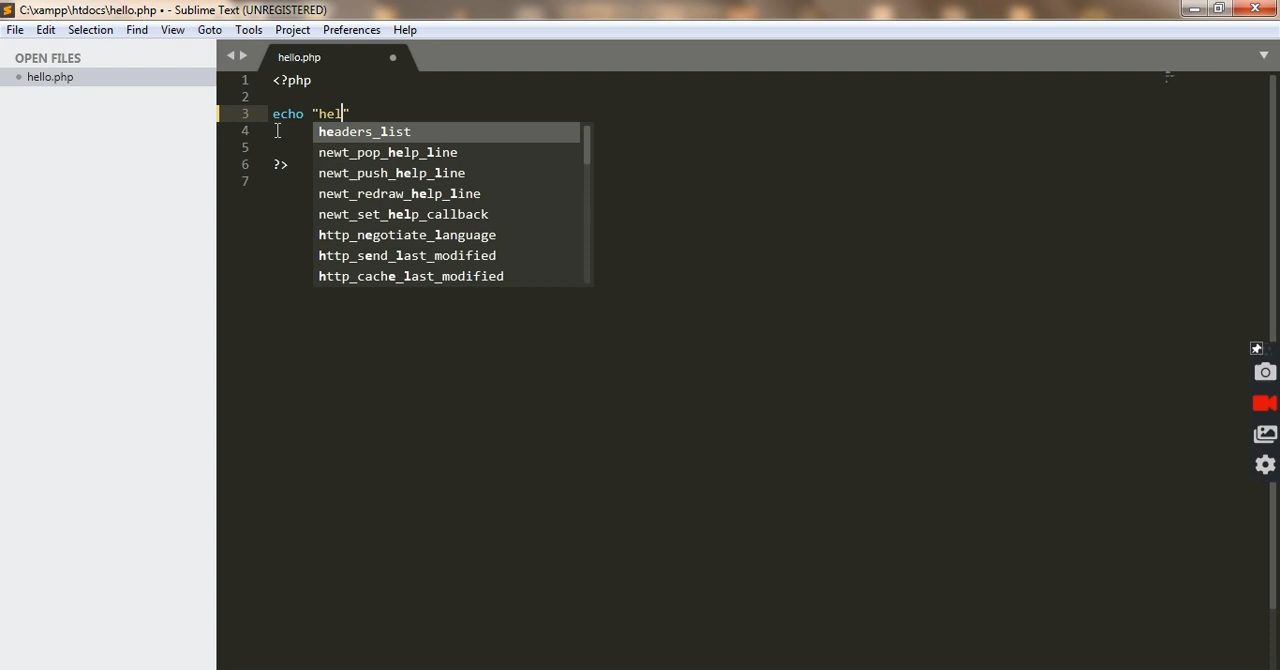 C:\xampp\htdocs\hello.php • - Sublime Text (UNREGISTERED)
File Edit Selection Find View Goto Tools Project Preferences Help
OPEN FILES
hello.php
hello.php
1 <?php
2
3 echo "hel"
4
5
6 ?>
7
headers_list
newt_pop_help_line
newt_push_help_line
newt_redraw_help_line
newt_set_help_callback
http_negotiate_language
http_send_last_modified
http_cache_last_modified